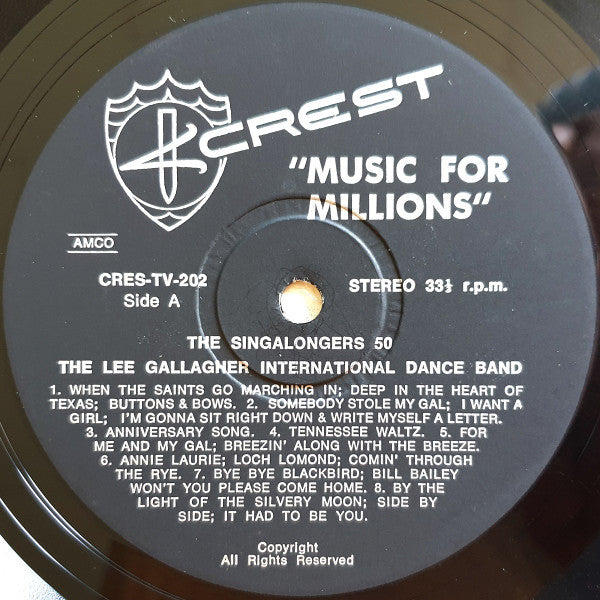 CREST
"MUSIC FOR
MILLIONS"
AMCO
CRES-TV-202
Side A
STEREO 33⅓ r.p.m.
THE SINGALONGERS 50
THE LEE GALLAGHER INTERNATIONAL DANCE BAND
1. WHEN THE SAINTS GO MARCHING IN; DEEP IN THE HEART OF
TEXAS; BUTTONS & BOWS. 2. SOMEBODY STOLE MY GAL; I WANT A
GIRL; I'M GONNA SIT RIGHT DOWN & WRITE MYSELF A LETTER.
3. ANNIVERSARY SONG. 4. TENNESSEE WALTZ. 5. FOR
ME AND MY GAL; BREEZIN' ALONG WITH THE BREEZE.
6. ANNIE LAURIE; LOCH LOMOND; COMIN' THROUGH
THE RYE. 7. BYE BYE BLACKBIRD; BILL BAILEY
WON'T YOU PLEASE COME HOME. 8. BY THE
LIGHT OF THE SILVERY MOON; SIDE BY
SIDE; IT HAD TO BE YOU.
Copyright
All Rights Reserved